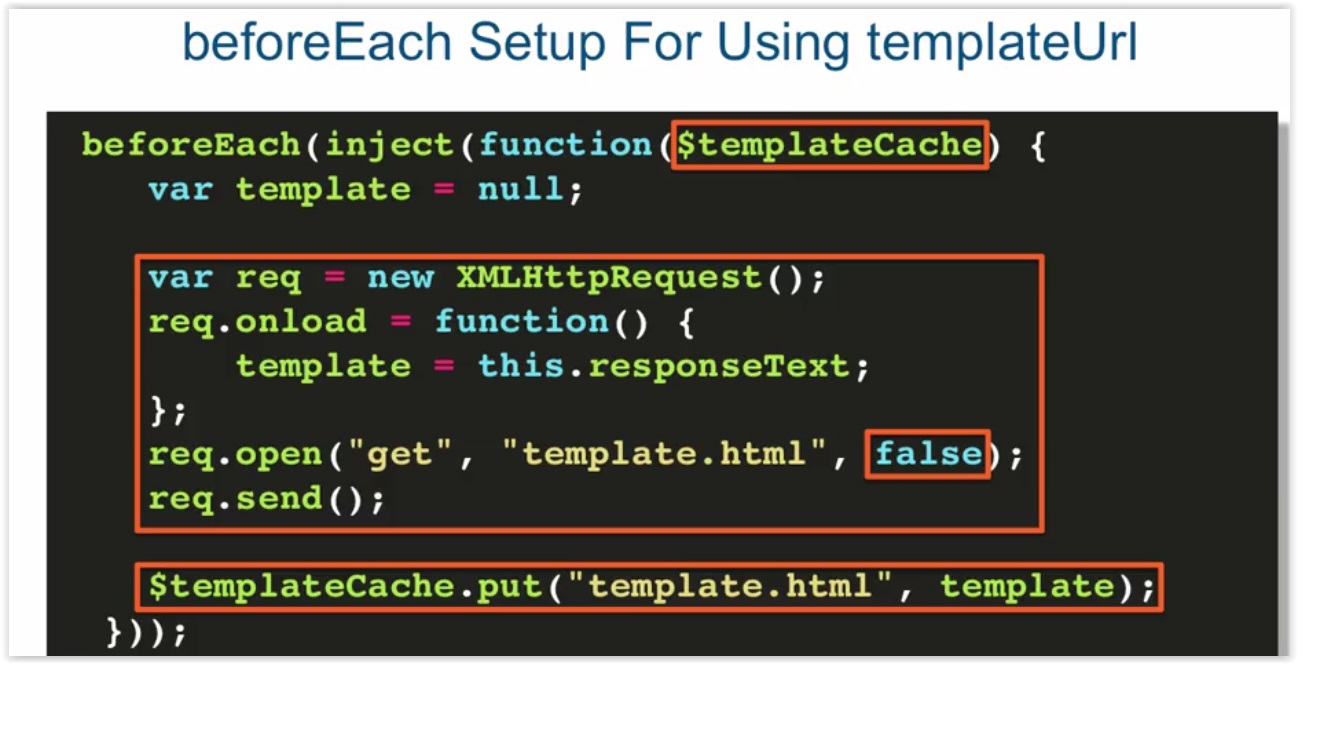 beforeEach Setup For Using templateUrl
beforeEach(inject(function($templateCache) {
var template = null;
var req = new XMLHttpRequest();
req.onload = function() {
template = this.responseText;
};
req.open("get", "template.html", false);
req.send();
$templateCache.put("template.html", template);
}));